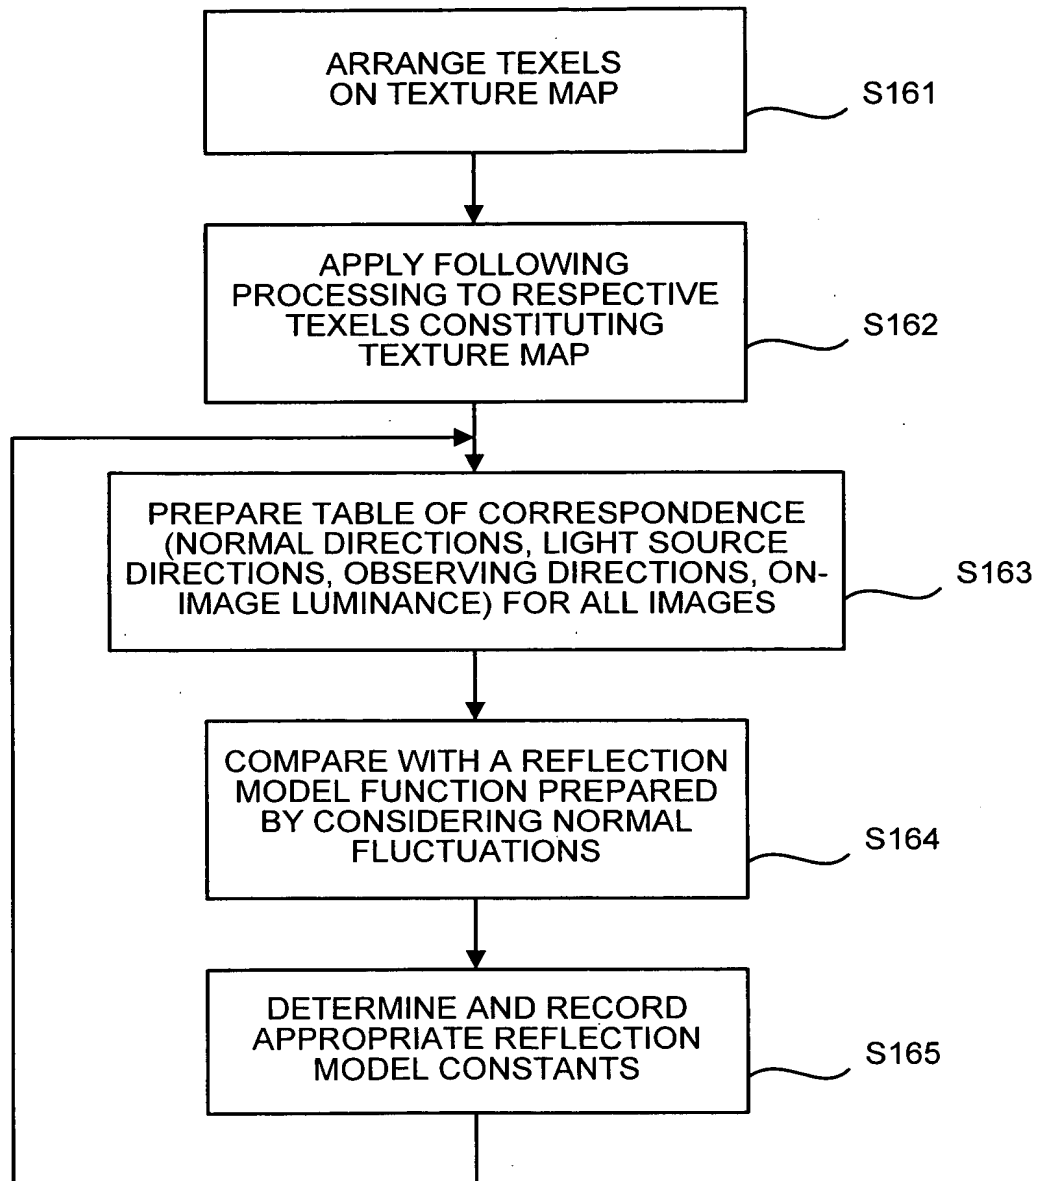 ARRANGE TEXELS
ON TEXTURE MAP
S161
APPLY FOLLOWING
PROCESSING TO RESPECTIVE
TEXELS CONSTITUTING
TEXTURE MAP
S162
PREPARE TABLE OF CORRESPONDENCE
(NORMAL DIRECTIONS, LIGHT SOURCE
DIRECTIONS, OBSERVING DIRECTIONS, ON-
IMAGE LUMINANCE) FOR ALL IMAGES
S163
COMPARE WITH A REFLECTION
MODEL FUNCTION PREPARED
BY CONSIDERING NORMAL
FLUCTUATIONS
S164
DETERMINE AND RECORD
APPROPRIATE REFLECTION
MODEL CONSTANTS
S165